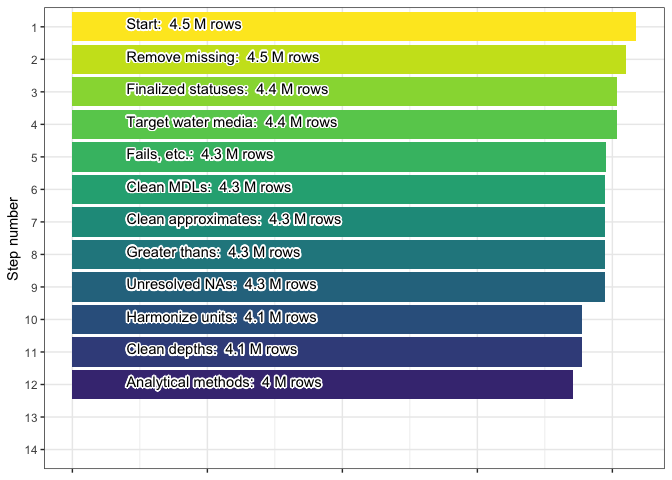 1
Start:  4.5 M rows
2
Remove missing:  4.5 M rows
3
Finalized statuses:  4.4 M rows
4
Target water media:  4.4 M rows
5
Fails, etc.:  4.3 M rows
6
Clean MDLs:  4.3 M rows
7
Clean approximates:  4.3 M rows
8
Greater thans:  4.3 M rows
9
Unresolved NAs:  4.3 M rows
10
Harmonize units:  4.1 M rows
11
Clean depths:  4.1 M rows
12
Analytical methods:  4 M rows
13
14
Step number